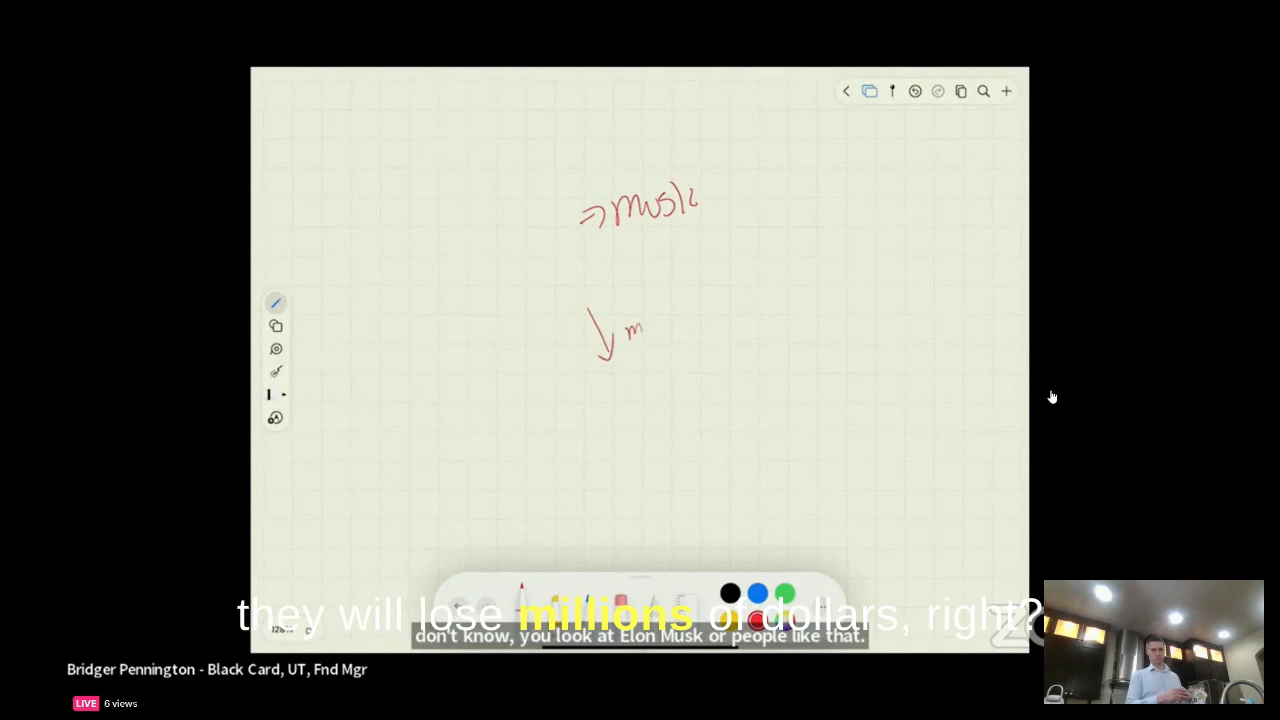 ⇒ Musk
↓ m
they will lose millions of dollars, right?
128%
don't know, you look at Elon Musk or people like that.
Bridger Pennington - Black Card, UT, Fnd Mgr
LIVE 6 views